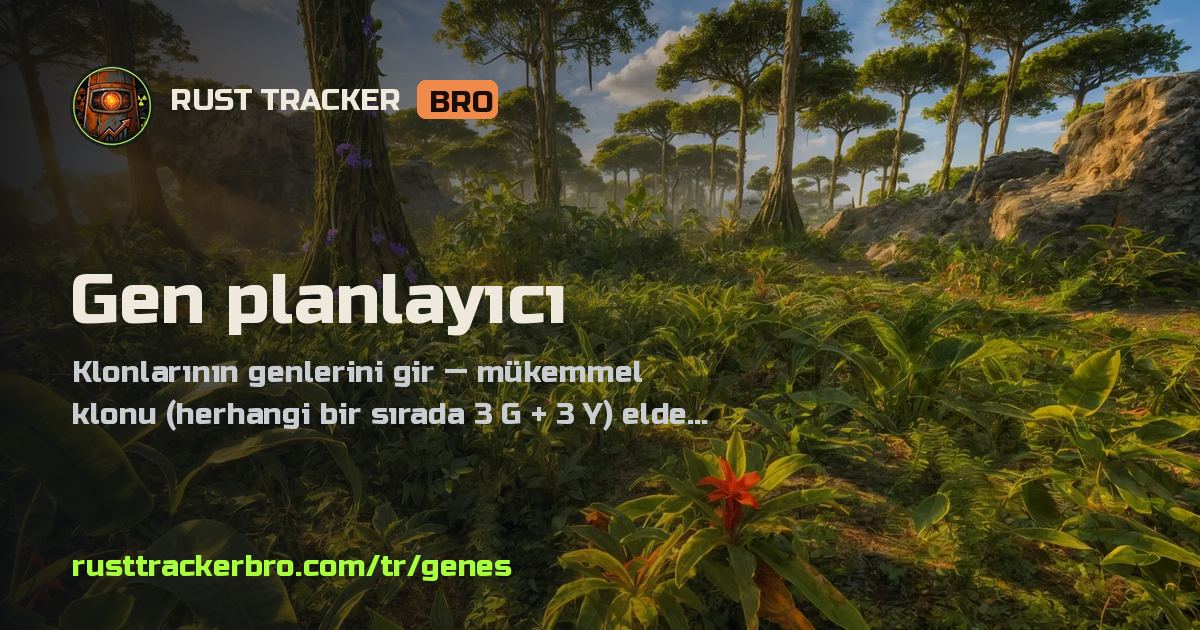 RUST TRACKER BRO
Gen planlayıcı
Klonlarının genlerini gir — mükemmel
klonu (herhangi bir sırada 3 G + 3 Y) elde...
rusttrackerbro.com/tr/genes